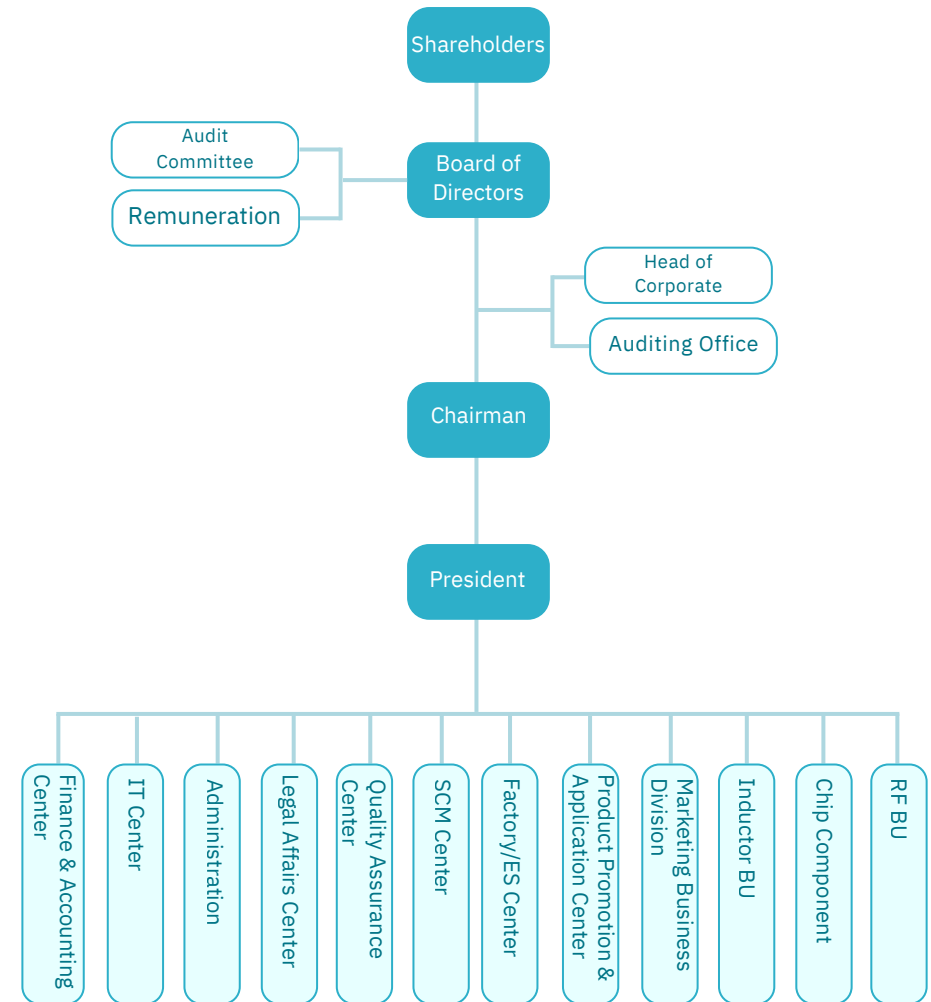 Shareholders
Audit
Committee
Board of
Directors
Remuneration
Head of
Corporate
Auditing Office
Chairman
President
Finance & Accounting
Center
IT Center
Administration
Legal Affairs Center
Quality Assurance
Center
SCM Center
Factory/ES Center
Product Promotion &
Application Center
Marketing Business
Division
Inductor BU
Chip Component
RF BU